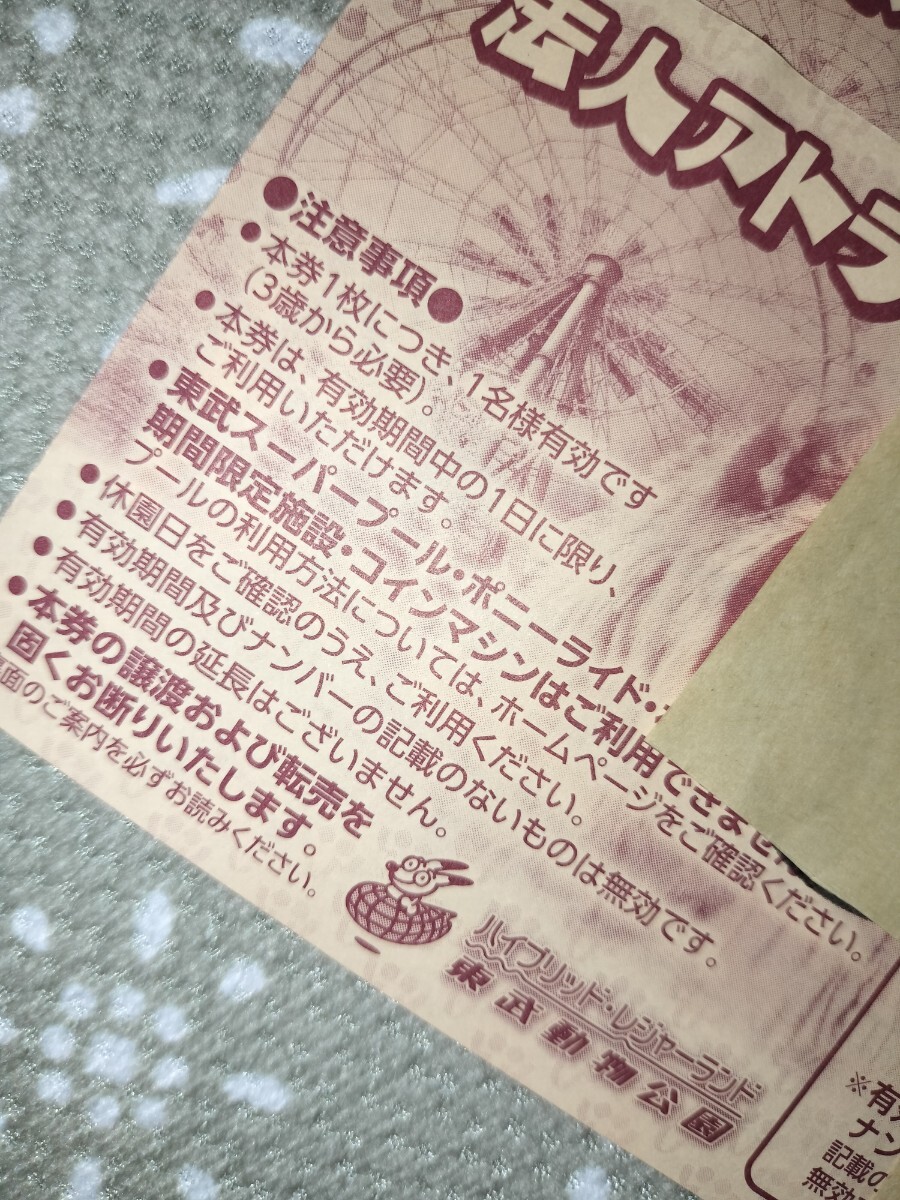 法人アトラ
●注意事項●
●本券1枚につき、1名様有効です
(3歳から必要)。
●本券は、有効期間中の1日に限り、
ご利用いただけます。
●東武スーパープール・ポニーライド・
期間限定施設・コインマシンはご利用できません
プールの利用方法については、ホームページをご確認ください。
●休園日をご確認のうえ、ご利用ください。
●有効期間及びナンバーの記載のないものは無効です。
●有効期間の延長はございません。
●本券の譲渡および転売を
固くお断りいたします。
面のご案内を必ずお読みください。
ハイブリッド・レジャーランド
東武動物公園
※有効
ナン
記載の
無効